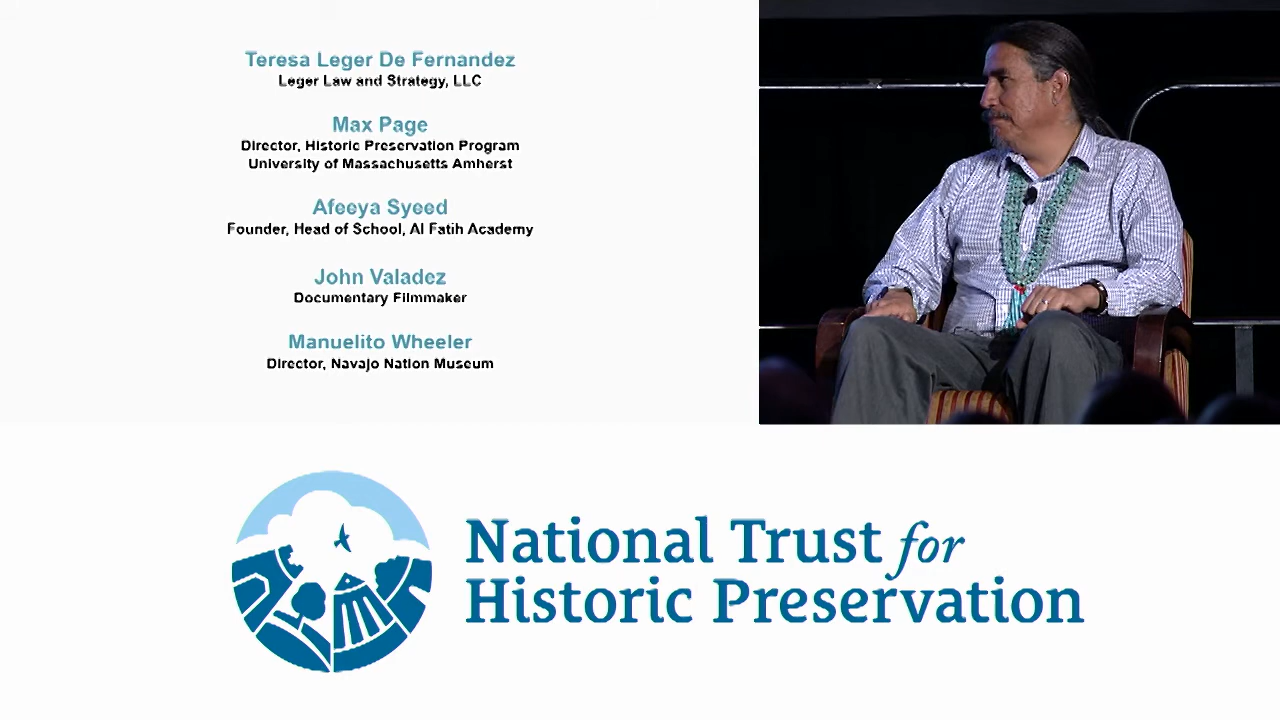 Teresa Leger De Fernandez
Leger Law and Strategy, LLC
Max Page
Director, Historic Preservation Program
University of Massachusetts Amherst
Afeeya Syeed
Founder, Head of School, Al Fatih Academy
John Valadez
Documentary Filmmaker
Manuelito Wheeler
Director, Navajo Nation Museum
National Trust for
Historic Preservation